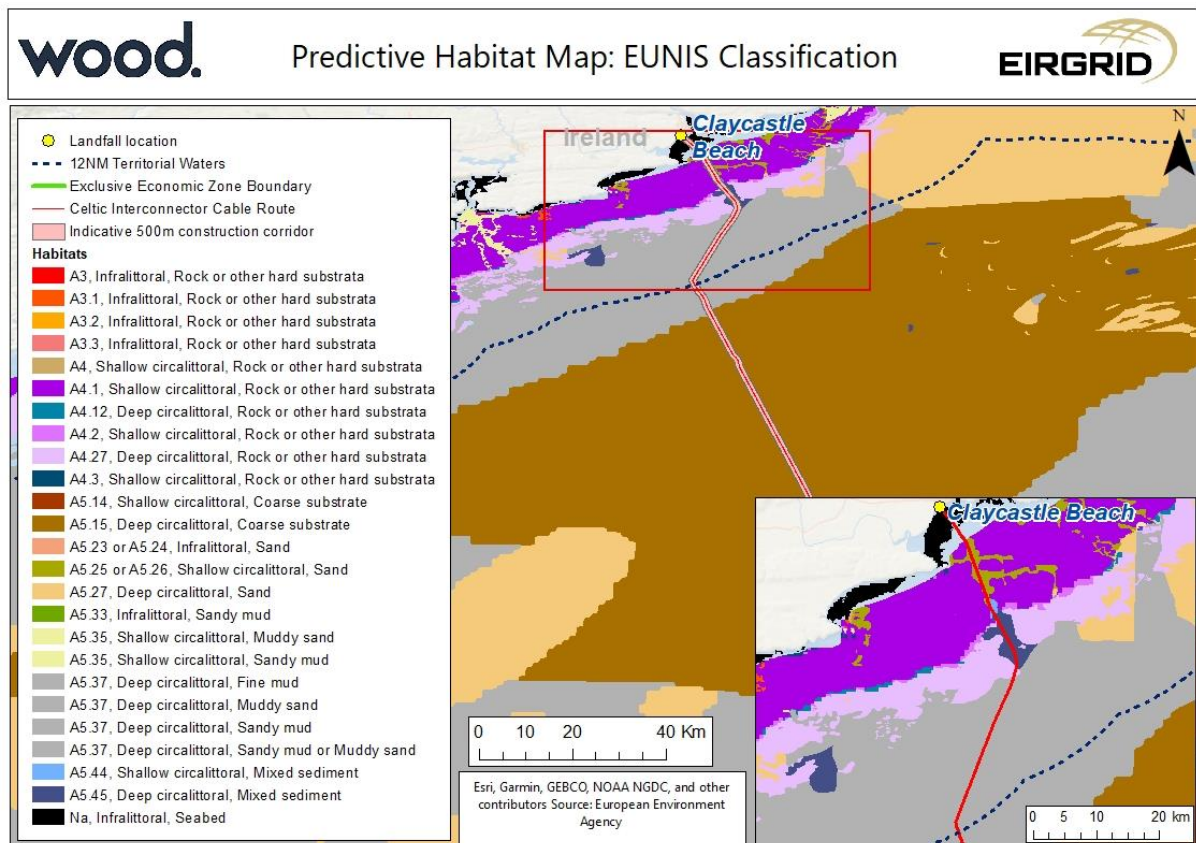 wood.
Predictive Habitat Map: EUNIS Classification
EIRGRID
Landfall location
12NM Territorial Waters
Exclusive Economic Zone Boundary
Celtic Interconnector Cable Route
Indicative 500m construction corridor
Habitats
A3, Infralittoral, Rock or other hard substrata
A3.1, Infralittoral, Rock or other hard substrata
A3.2, Infralittoral, Rock or other hard substrata
A3.3, Infralittoral, Rock or other hard substrata
A4, Shallow circalittoral, Rock or other hard substrata
A4.1, Shallow circalittoral, Rock or other hard substrata
A4.12, Deep circalittoral, Rock or other hard substrata
A4.2, Shallow circalittoral, Rock or other hard substrata
A4.27, Deep circalittoral, Rock or other hard substrata
A4.3, Shallow circalittoral, Rock or other hard substrata
A5.14, Shallow circalittoral, Coarse substrate
A5.15, Deep circalittoral, Coarse substrate
A5.23 or A5.24, Infralittoral, Sand
A5.25 or A5.26, Shallow circalittoral, Sand
A5.27, Deep circalittoral, Sand
A5.33, Infralittoral, Sandy mud
A5.35, Shallow circalittoral, Muddy sand
A5.35, Shallow circalittoral, Sandy mud
A5.37, Deep circalittoral, Fine mud
A5.37, Deep circalittoral, Muddy sand
A5.37, Deep circalittoral, Sandy mud
A5.37, Deep circalittoral, Sandy mud or Muddy sand
A5.44, Shallow circalittoral, Mixed sediment
A5.45, Deep circalittoral, Mixed sediment
Na, Infralittoral, Seabed
Ireland
Claycastle
Beach
N
0 10 20 40 Km
Esri, Garmin, GEBCO, NOAA NGDC, and other
contributors Source: European Environment
Agency
Claycastle Beach
0 5 10 20 km